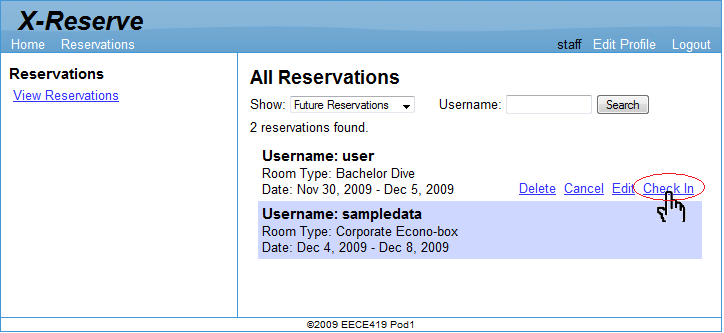 X-Reserve
Home Reservations staff Edit Profile Logout
Reservations
View Reservations
All Reservations
Show: Future Reservations Username: Search
2 reservations found.
Username: user
Room Type: Bachelor Dive
Date: Nov 30, 2009 - Dec 5, 2009 Delete Cancel Edit Check In
Username: sampledata
Room Type: Corporate Econo-box
Date: Dec 4, 2009 - Dec 8, 2009
©2009 EECE419 Pod1